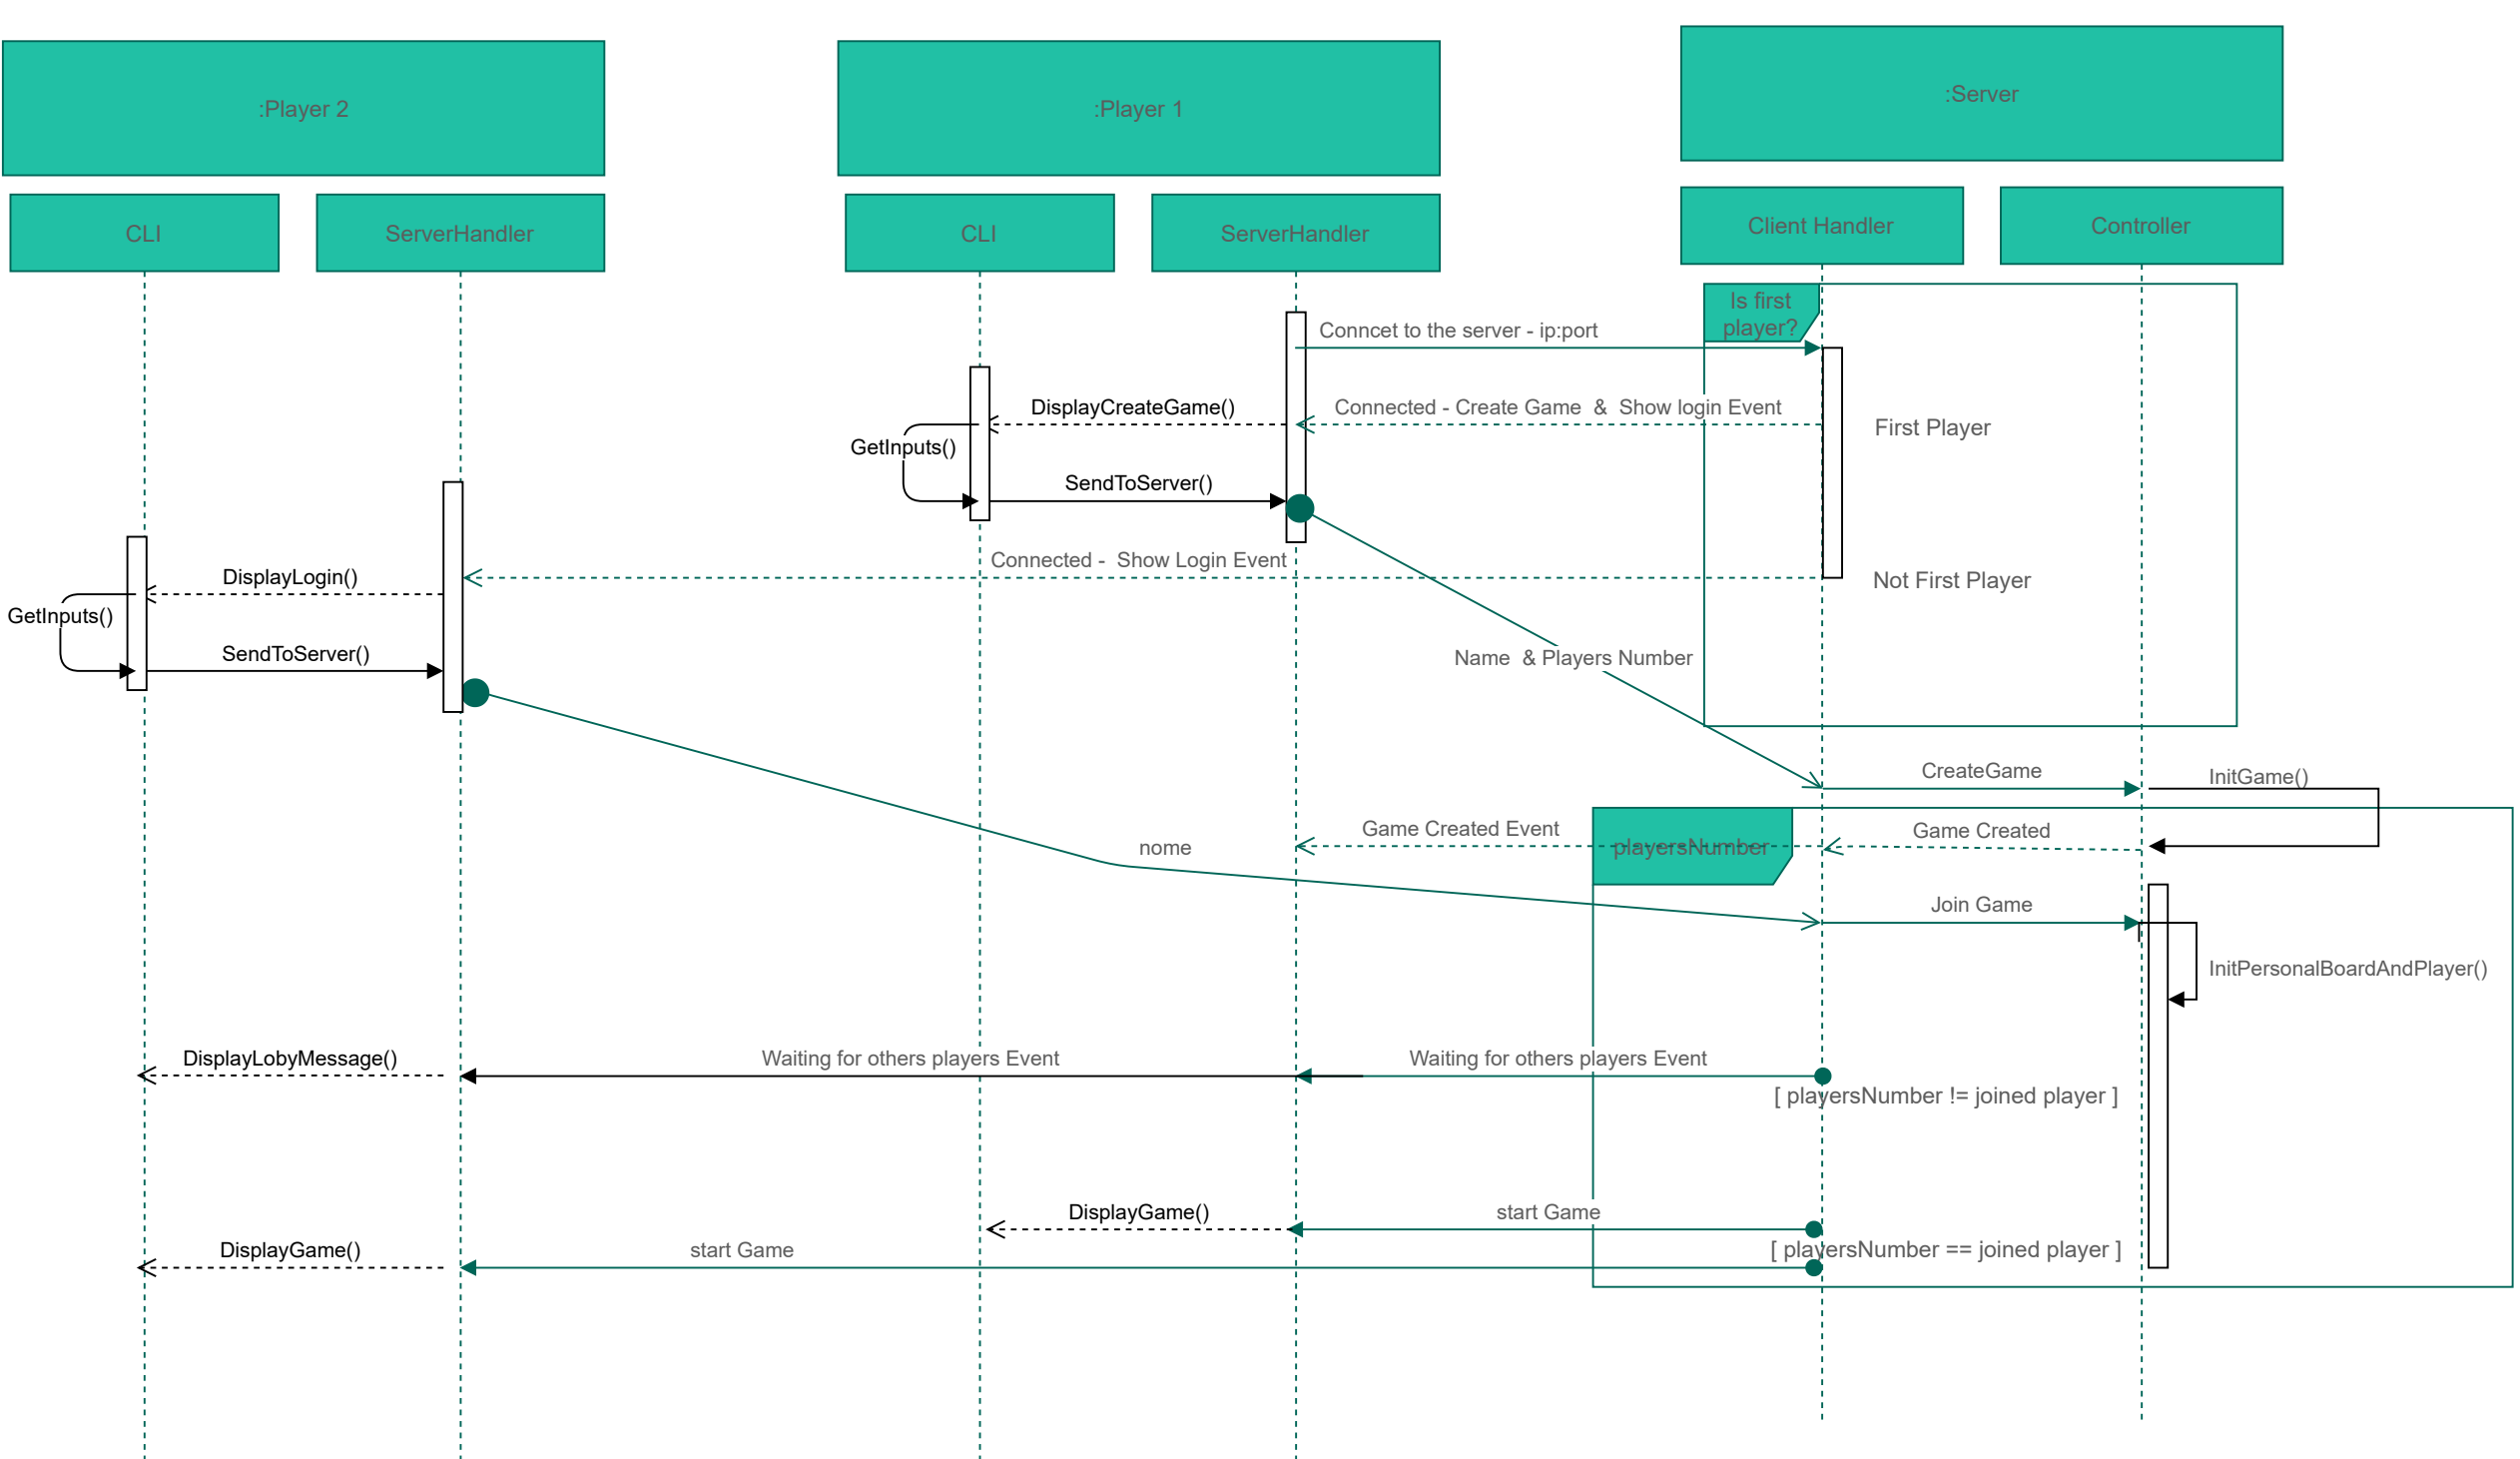 :Player 2
:Player 1
:Server
CLI
ServerHandler
CLI
ServerHandler
Client Handler
Controller
Is first
player?
Conncet to the server - ip:port
DisplayCreateGame()
Connected - Create Game  &  Show login Event
First Player
GetInputs()
SendToServer()
Connected -  Show Login Event
Not First Player
DisplayLogin()
GetInputs()
SendToServer()
Name  & Players Number
CreateGame
InitGame()
Game Created Event
playersNumber
Game Created
nome
Join Game
InitPersonalBoardAndPlayer()
DisplayLobyMessage()
Waiting for others players Event
Waiting for others players Event
[ playersNumber != joined player ]
DisplayGame()
start Game
DisplayGame()
start Game
[ playersNumber == joined player ]